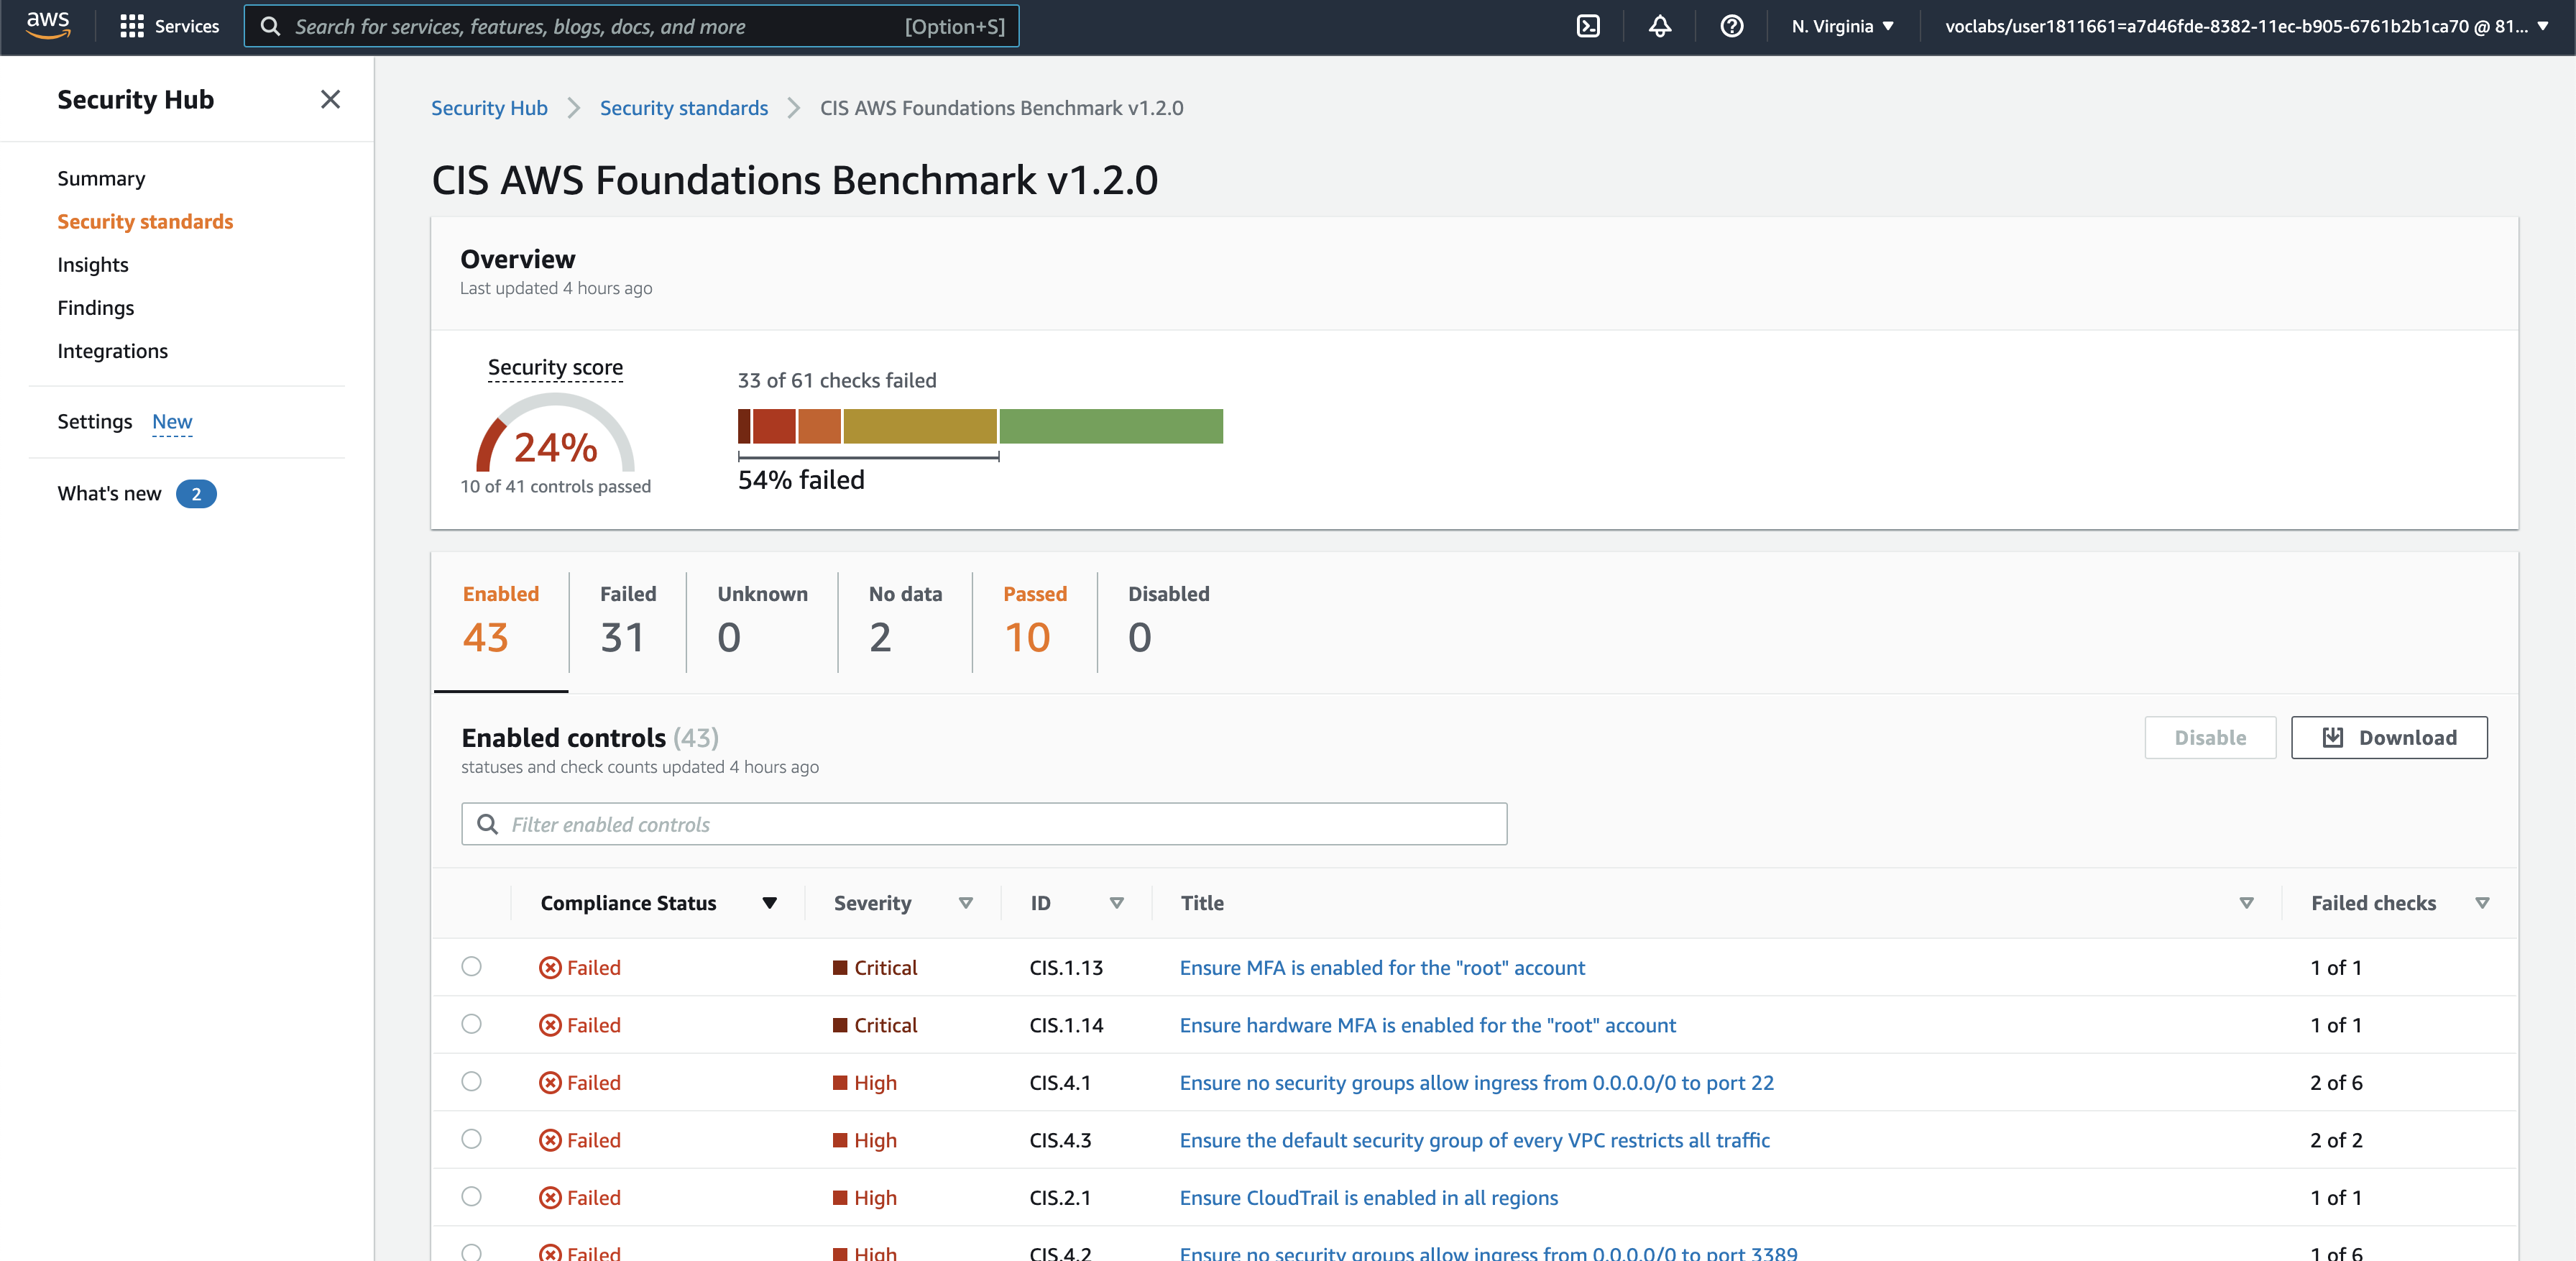 aws Services Search for services, features, blogs, docs, and more [Option+S] N. Virginia voclabs/user1811661=a7d46fde-8382-11ec-b905-6761b2b1ca70 @ 81...
Security Hub
Summary
Security standards
Insights
Findings
Integrations
Settings New
What's new 2
Security Hub Security standards CIS AWS Foundations Benchmark v1.2.0
CIS AWS Foundations Benchmark v1.2.0
Overview
Last updated 4 hours ago
Security score
24%
10 of 41 controls passed
33 of 61 checks failed
54% failed
Enabled Failed Unknown No data Passed Disabled
43 31 0 2 10 0
Enabled controls (43)
statuses and check counts updated 4 hours ago
Disable Download
Filter enabled controls
Compliance Status Severity ID Title Failed checks
Failed Critical CIS.1.13 Ensure MFA is enabled for the "root" account 1 of 1
Failed Critical CIS.1.14 Ensure hardware MFA is enabled for the "root" account 1 of 1
Failed High CIS.4.1 Ensure no security groups allow ingress from 0.0.0.0/0 to port 22 2 of 6
Failed High CIS.4.3 Ensure the default security group of every VPC restricts all traffic 2 of 2
Failed High CIS.2.1 Ensure CloudTrail is enabled in all regions 1 of 1
Failed High CIS.4.2 Ensure no security groups allow ingress from 0.0.0.0/0 to port 3389 1 of 6